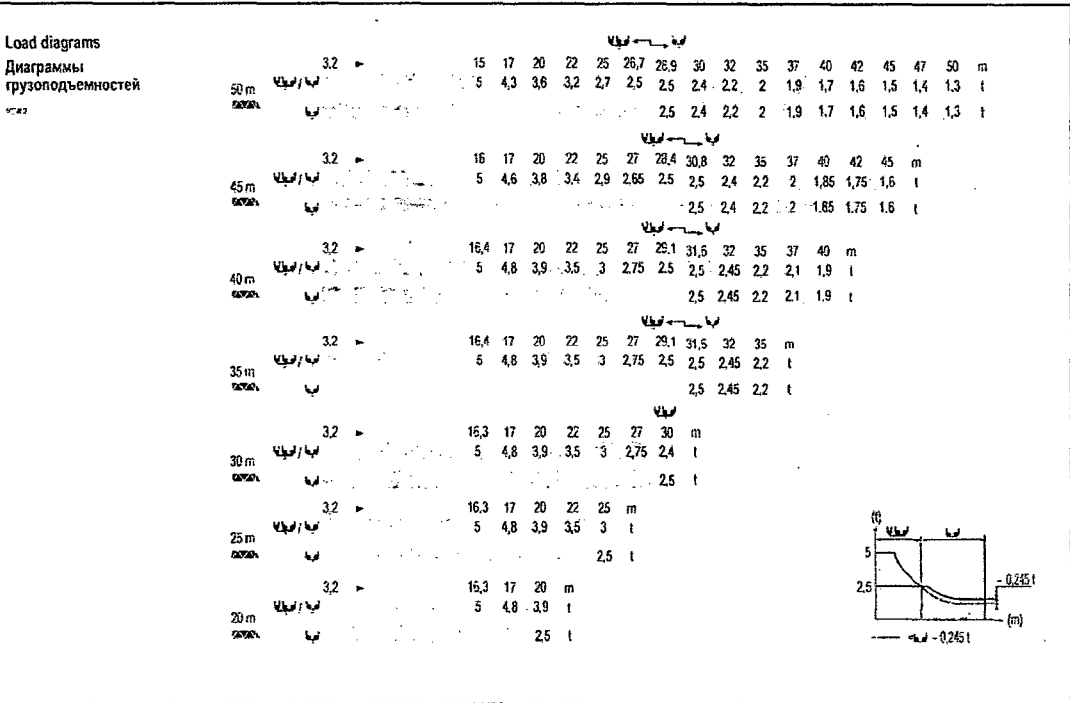 Load diagrams
Диаграммы
грузоподъемностей
3,2 ► 15 17 20 22 25 26,7 28,9 30 32 35 37 40 42 45 47 50 m
50 m 5 4,3 3,6 3,2 2,7 2,5 2,5 2,4 2,2 2 1,9 1,7 1,6 1,5 1,4 1,3 t
2,5 2,4 2,2 2 1,9 1,7 1,6 1,5 1,4 1,3 t
3,2 ► 16 17 20 22 25 27 28,4 30,8 32 35 37 40 42 45 m
45 m 5 4,6 3,8 3,4 2,9 2,65 2,5 2,5 2,4 2,2 2 1,85 1,75 1,6 t
2,5 2,4 2,2 2 1,85 1,75 1,6 t
3,2 ► 16,4 17 20 22 25 27 29,1 31,6 32 35 37 40 m
40 m 5 4,8 3,9 3,5 3 2,75 2,5 2,5 2,45 2,2 2,1 1,9 t
2,5 2,45 2,2 2,1 1,9 t
3,2 ► 16,4 17 20 22 25 27 29,1 31,6 32 35 m
35 m 5 4,8 3,9 3,5 3 2,75 2,5 2,5 2,45 2,2 t
2,5 2,45 2,2 t
3,2 ► 16,3 17 20 22 25 27 30 m
30 m 5 4,8 3,9 3,5 3 2,75 2,4 t
2,5 t
3,2 ► 16,3 17 20 22 25 m
25 m 5 4,8 3,9 3,5 3 t
2,5 t
3,2 ► 16,3 17 20 m
20 m 5 4,8 3,9 t
2,5 t
(t)
5
2,5
- 0,245 t
(m)
- 0,245 t